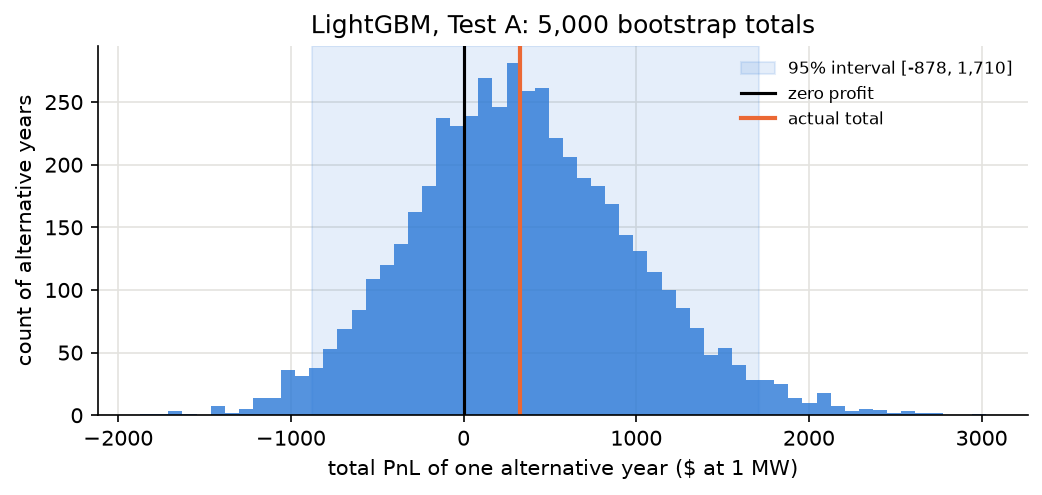 LightGBM, Test A: 5,000 bootstrap totals
95% interval [-878, 1,710]
zero profit
actual total
count of alternative years
250
200
150
100
50
0
−2000
−1000
0
1000
2000
3000
total PnL of one alternative year ($ at 1 MW)